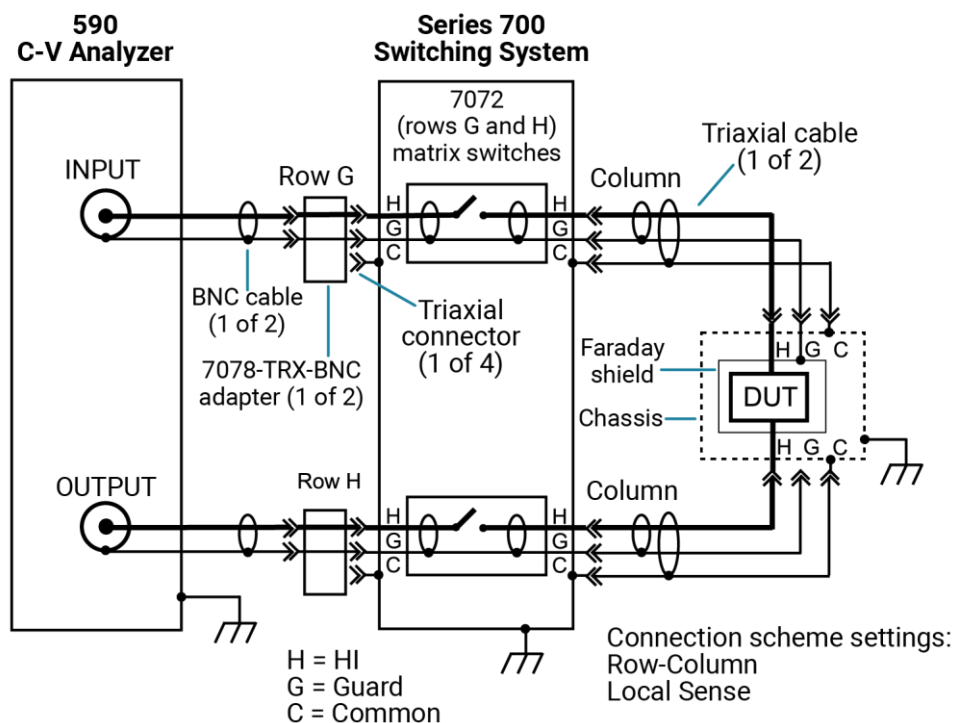 590
C-V Analyzer
Series 700
Switching System
7072
(rows G and H)
matrix switches
Triaxial cable
(1 of 2)
INPUT
Row G
H
G
C
H
G
C
Column
BNC cable
(1 of 2)
Triaxial
connector
(1 of 4)
7078-TRX-BNC
adapter (1 of 2)
Faraday
shield
Chassis
H G C
DUT
H G C
OUTPUT
Row H
H
G
C
H
G
C
Column
H = HI
G = Guard
C = Common
Connection scheme settings:
Row-Column
Local Sense